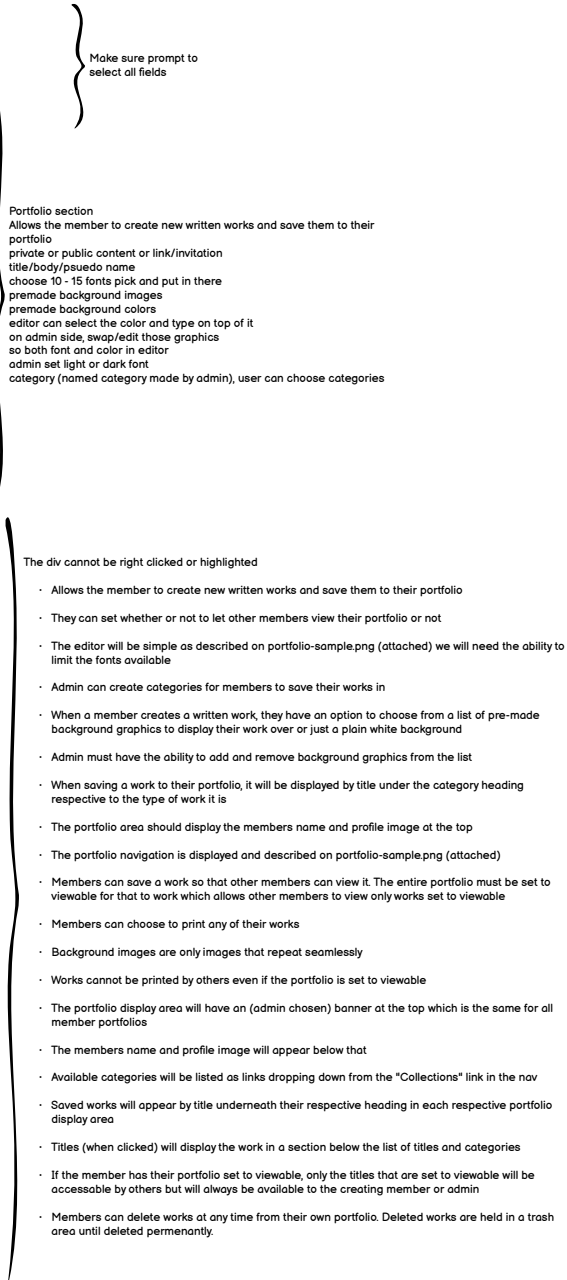 Make sure prompt to
select all fields
Portfolio section
Allows the member to create new written works and save them to their
portfolio
private or public content or link/invitation
title/body/psuedo name
choose 10 - 15 fonts pick and put in there
premade background images
premade background colors
editor can select the color and type on top of it
on admin side, swap/edit those graphics
so both font and color in editor
admin set light or dark font
category (named category made by admin), user can choose categories
The div cannot be right clicked or highlighted
· Allows the member to create new written works and save them to their portfolio
· They can set whether or not to let other members view their portfolio or not
· The editor will be simple as described on portfolio-sample.png (attached) we will need the ability to
limit the fonts available
· Admin can create categories for members to save their works in
· When a member creates a written work, they have an option to choose from a list of pre-made
background graphics to display their work over or just a plain white background
· Admin must have the ability to add and remove background graphics from the list
· When saving a work to their portfolio, it will be displayed by title under the category heading
respective to the type of work it is
· The portfolio area should display the members name and profile image at the top
· The portfolio navigation is displayed and described on portfolio-sample.png (attached)
· Members can save a work so that other members can view it. The entire portfolio must be set to
viewable for that to work which allows other members to view only works set to viewable
· Members can choose to print any of their works
· Background images are only images that repeat seamlessly
· Works cannot be printed by others even if the portfolio is set to viewable
· The portfolio display area will have an (admin chosen) banner at the top which is the same for all
member portfolios
· The members name and profile image will appear below that
· Available categories will be listed as links dropping down from the "Collections" link in the nav
· Saved works will appear by title underneath their respective heading in each respective portfolio
display area
· Titles (when clicked) will display the work in a section below the list of titles and categories
· If the member has their portfolio set to viewable, only the titles that are set to viewable will be
accessable by others but will always be available to the creating member or admin
· Members can delete works at any time from their own portfolio. Deleted works are held in a trash
area until deleted permenantly.